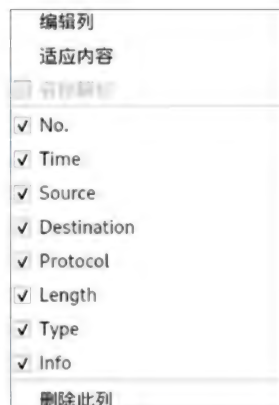 编辑列
适应内容
No.
Time
Source
Destination
Protocol
Length
Type
Info
删除此列